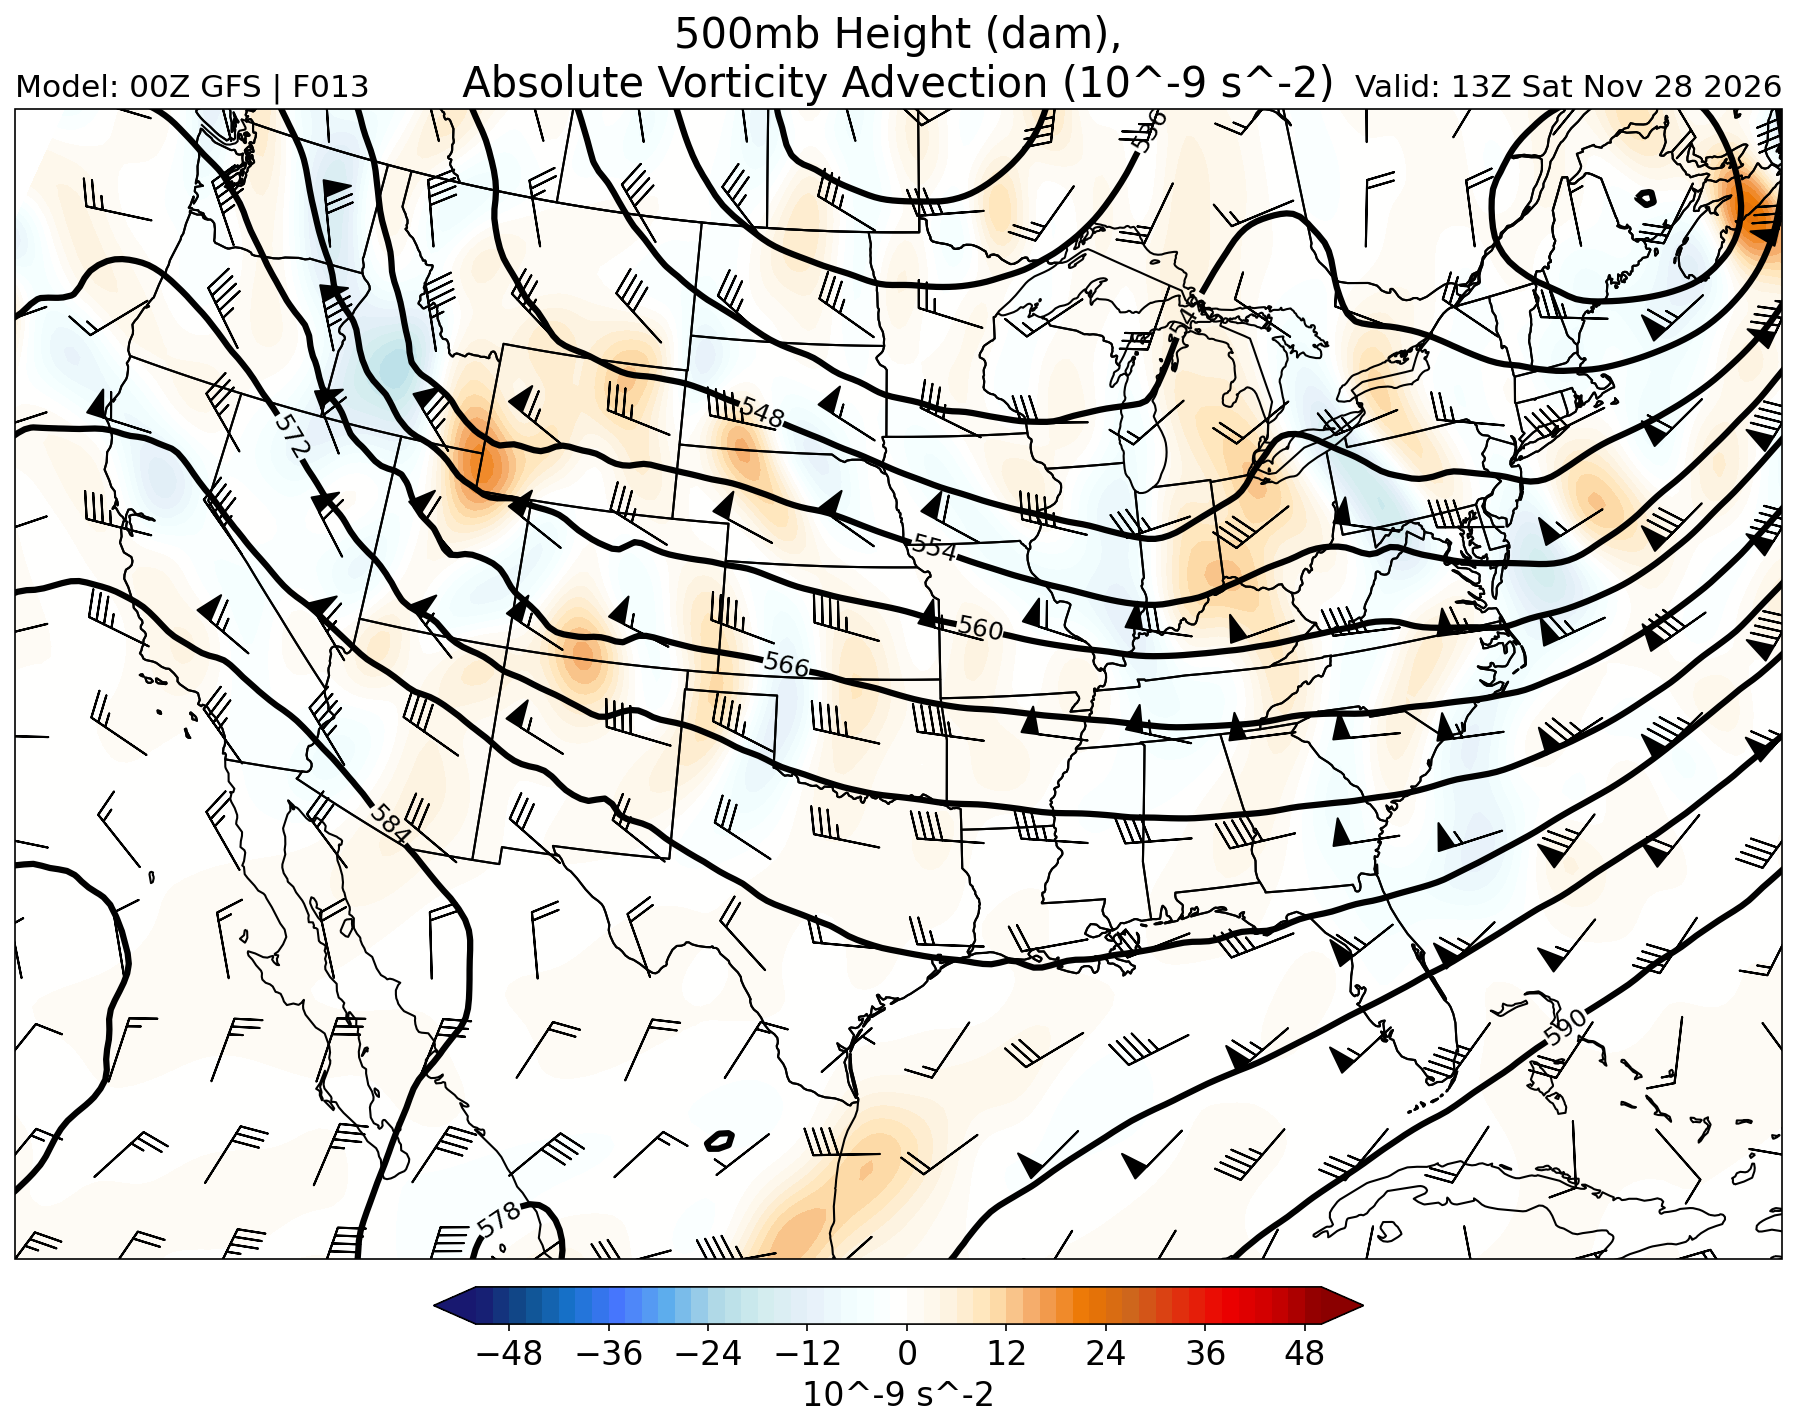 500mb Height (dam),
Model: 00Z GFS | F013
Absolute Vorticity Advection (10^-9 s^-2)
Valid: 13Z Sat Nov 28 2026
572
548
554
560
566
584
590
578
−48 −36 −24 −12 0 12 24 36 48
10^-9 s^-2